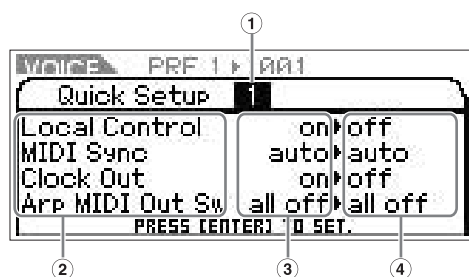 1
VOICE PRE 1 001
Quick Setup 1
Local Control on off
MIDI Sync auto auto
Clock Out on off
Arp MIDI Out Sw all off all off
PRESS [ENTER] TO SET.
2 3 4